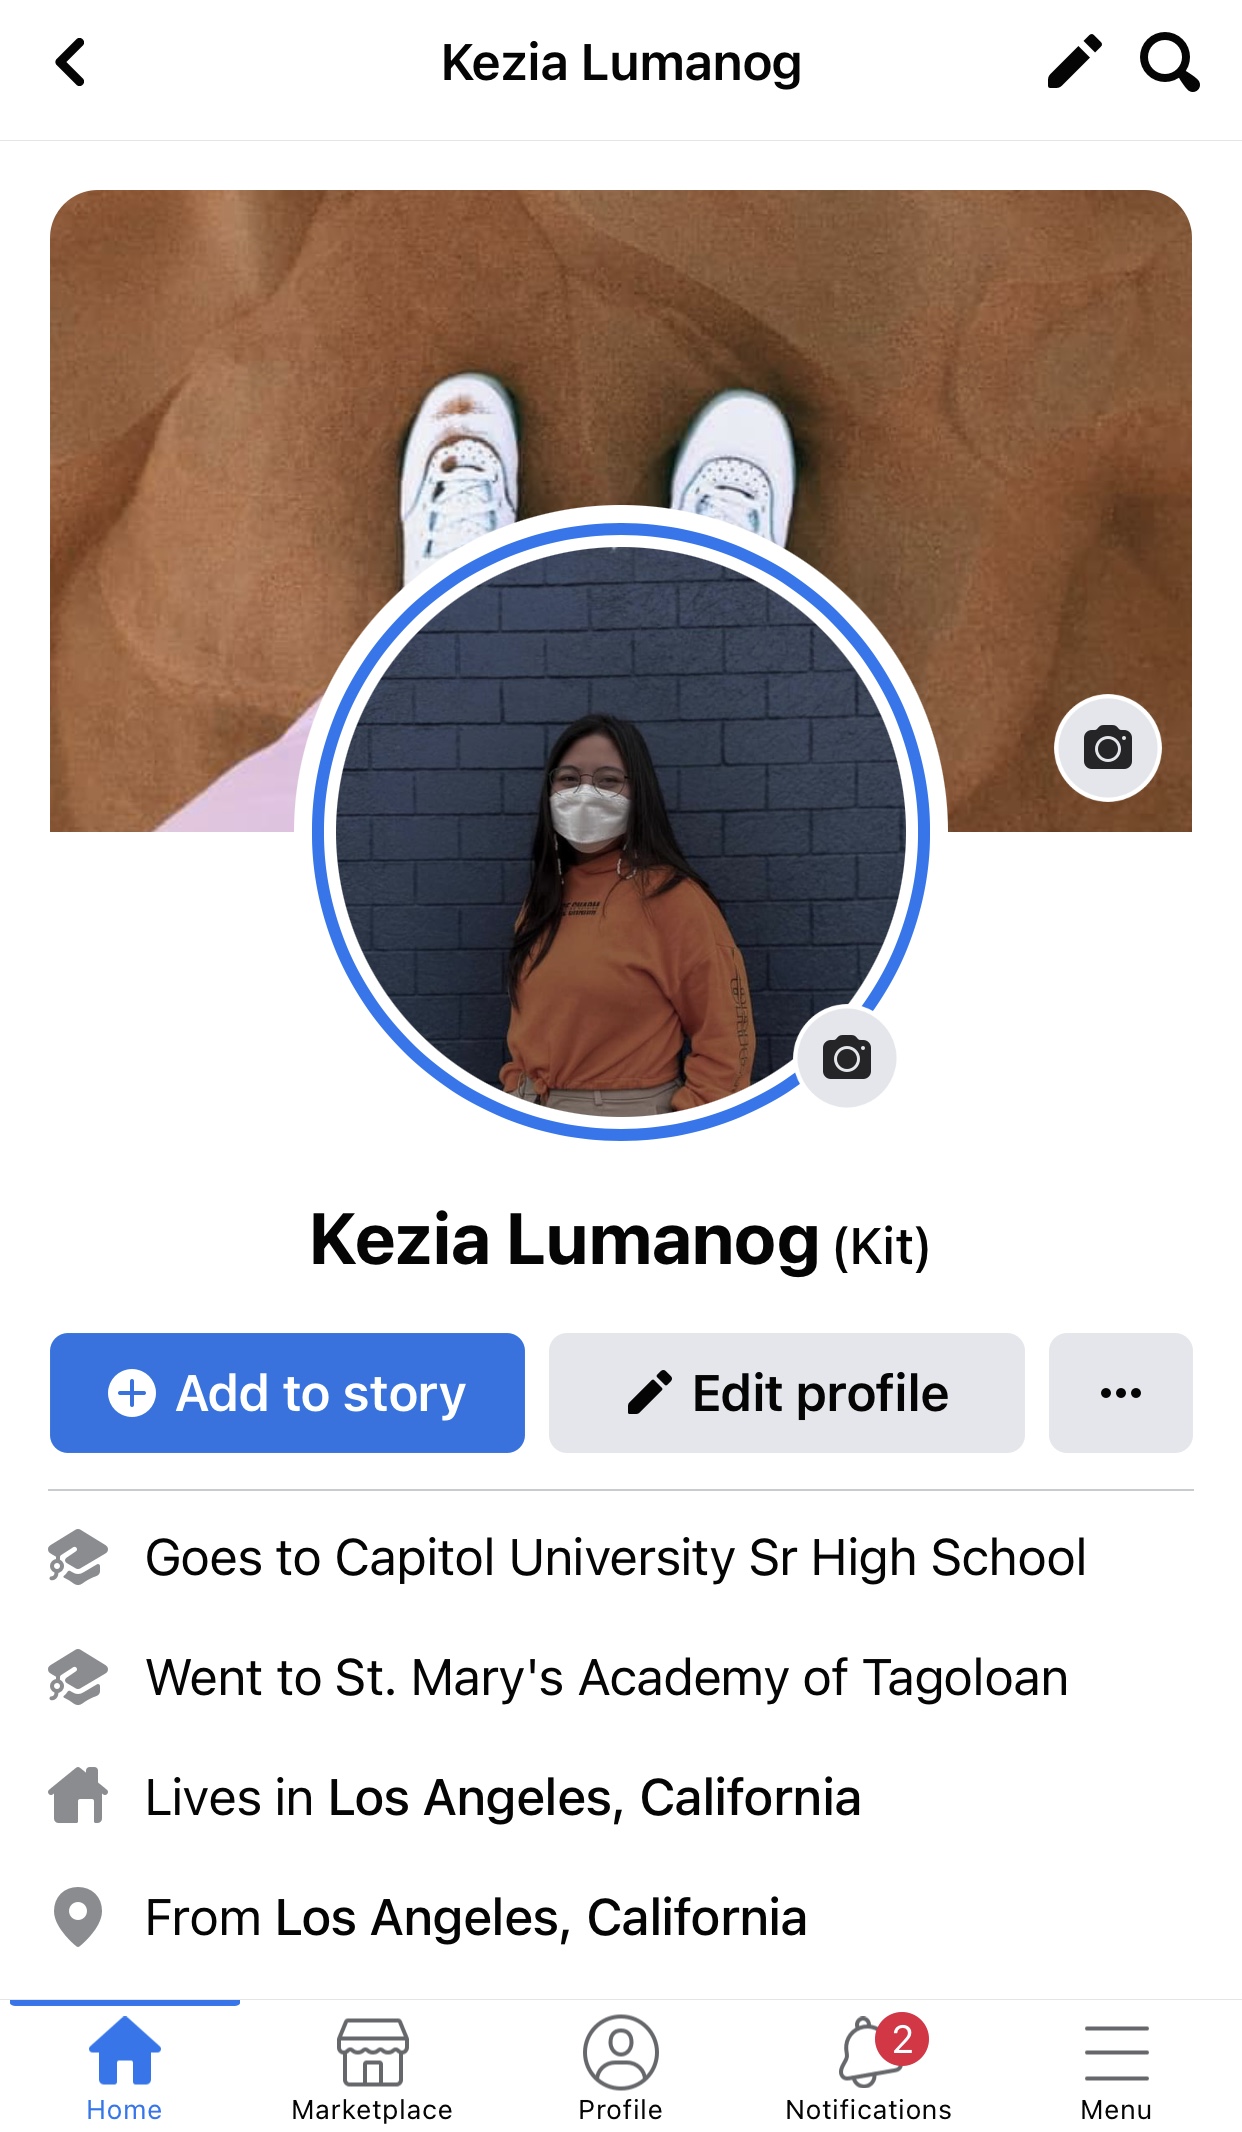 Kezia Lumanog
Kezia Lumanog (Kit)
Add to story
Edit profile
Goes to Capitol University Sr High School
Went to St. Mary's Academy of Tagoloan
Lives in Los Angeles, California
From Los Angeles, California
2
Home
Marketplace
Profile
Notifications
Menu